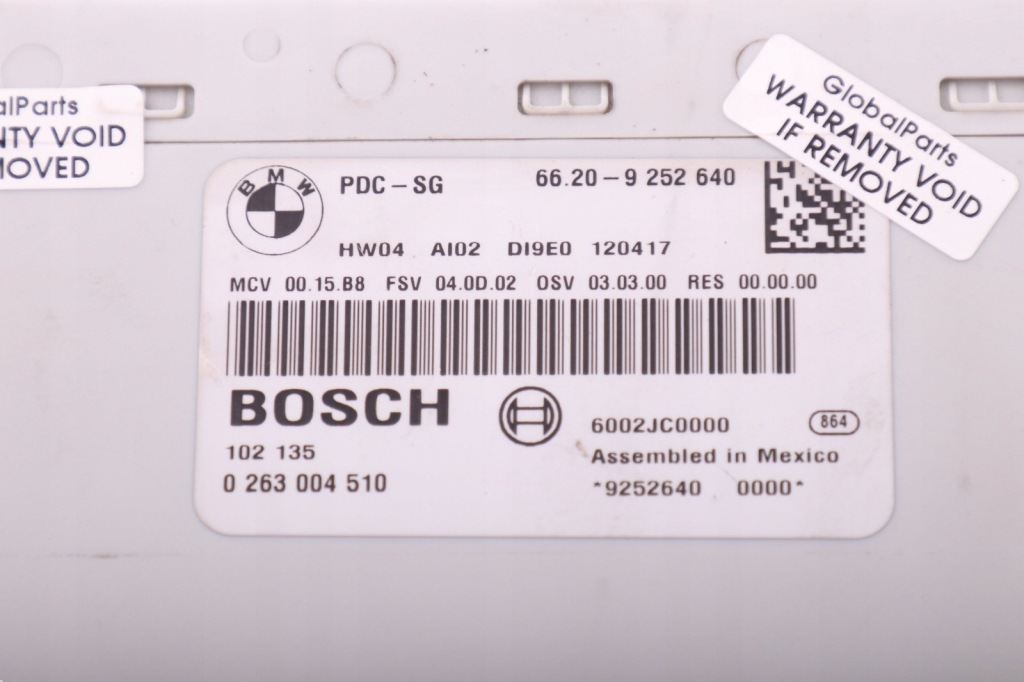 alParts
NTY VOID
MOVED
GlobalParts
WARRANTY VOID
IF REMOVED
BMW
PDC-SG 66.20-9 252 640
HW04 AI02 DI9E0 120417
MCV 00.15.B8 FSV 04.0D.02 OSV 03.03.00 RES 00.00.00
BOSCH
6002JC0000 864
102 135
Assembled in Mexico
0 263 004 510
*9252640 0000*